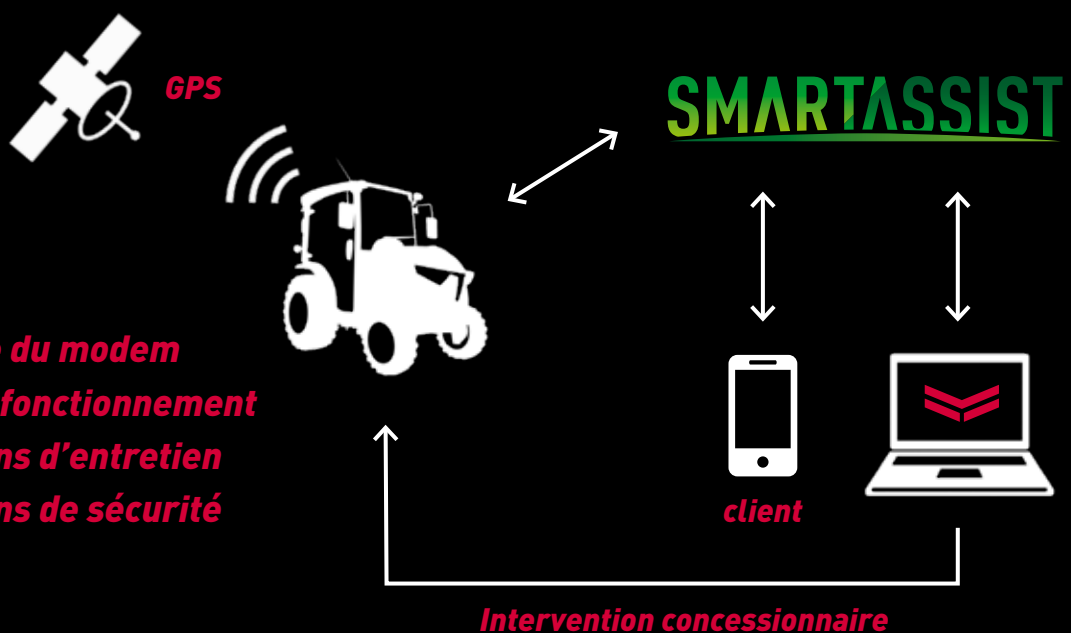 GPS
SMARTASSIST
du modem
fonctionnement
d'entretien
de sécurité
client
Intervention concessionnaire